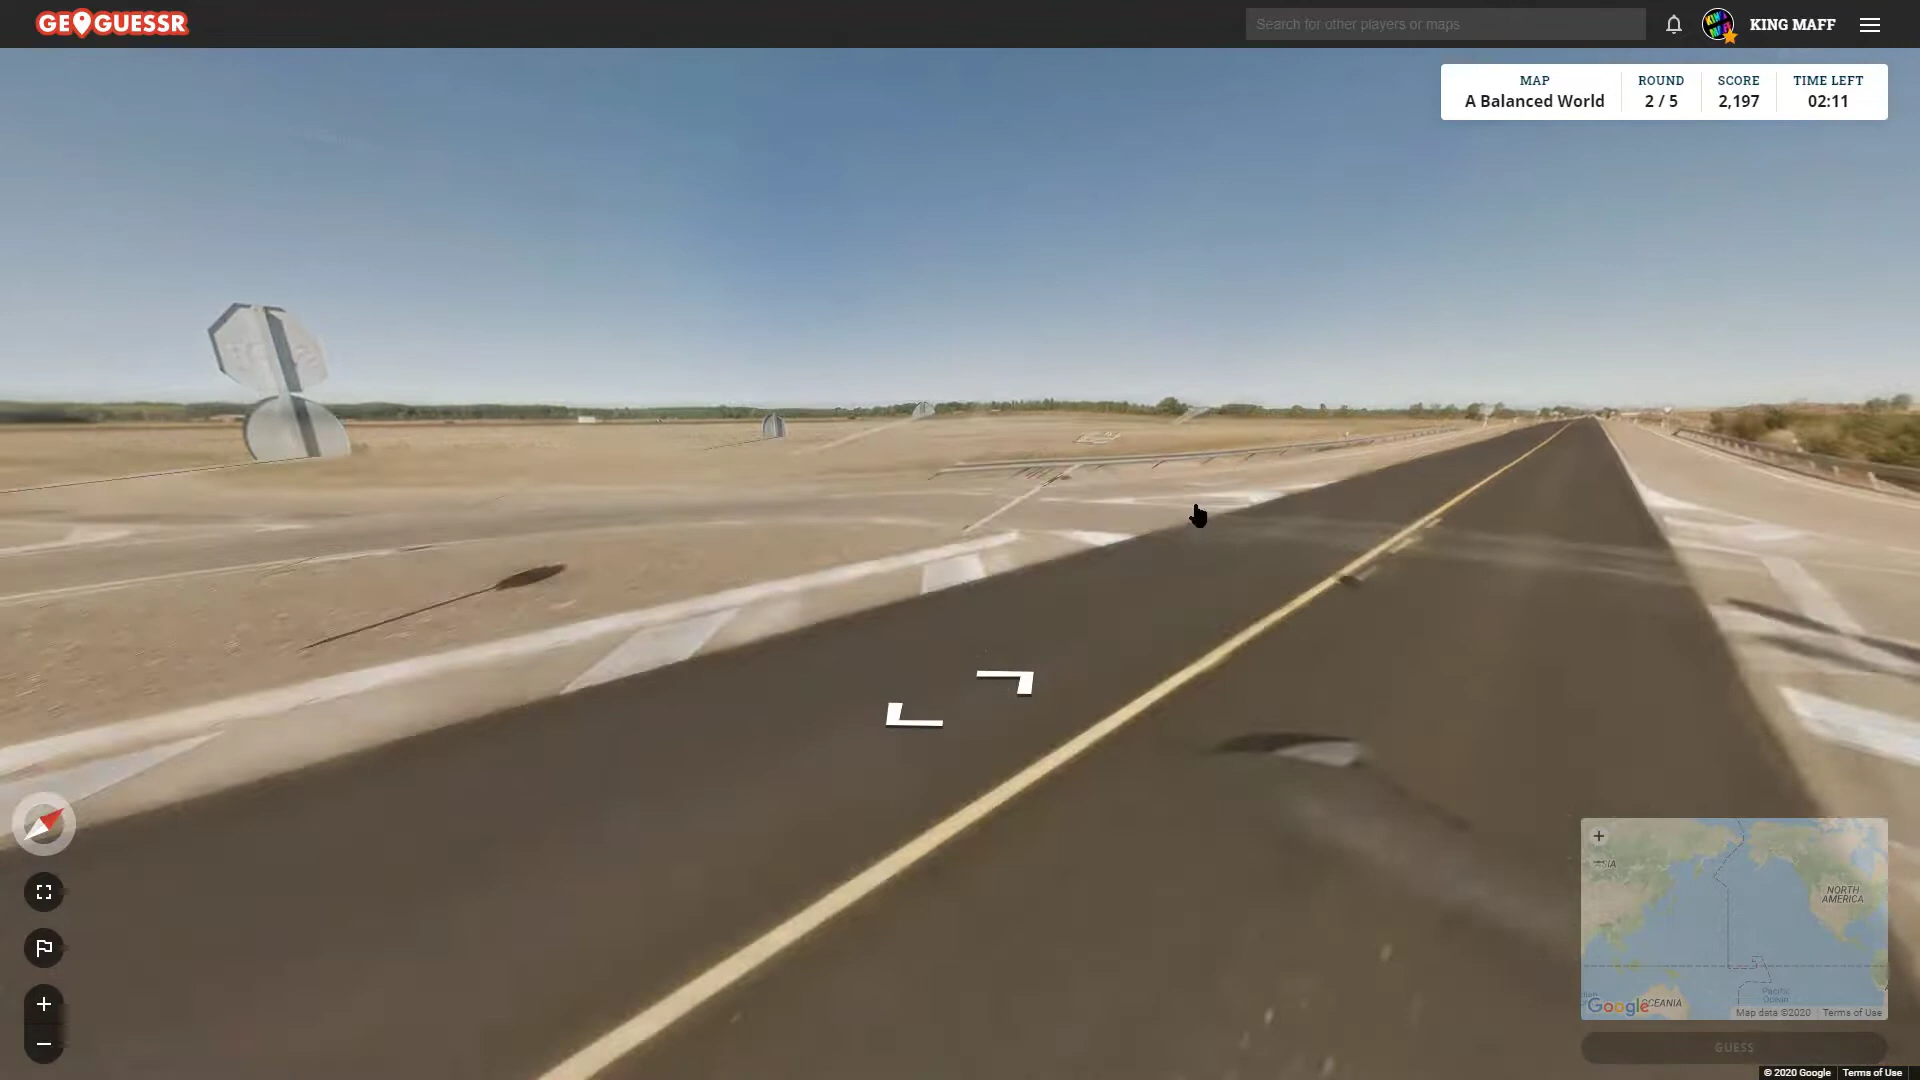 GEOGUESSR
Search for other players or maps
KING MAFF
MAP
A Balanced World
ROUND
2 / 5
SCORE
2,197
TIME LEFT
02:11
NORTH
AMERICA
OCEANIA
Pacific
Ocean
Google
Map data ©2020
Terms of Use
GUESS
© 2020 Google
Terms of Use